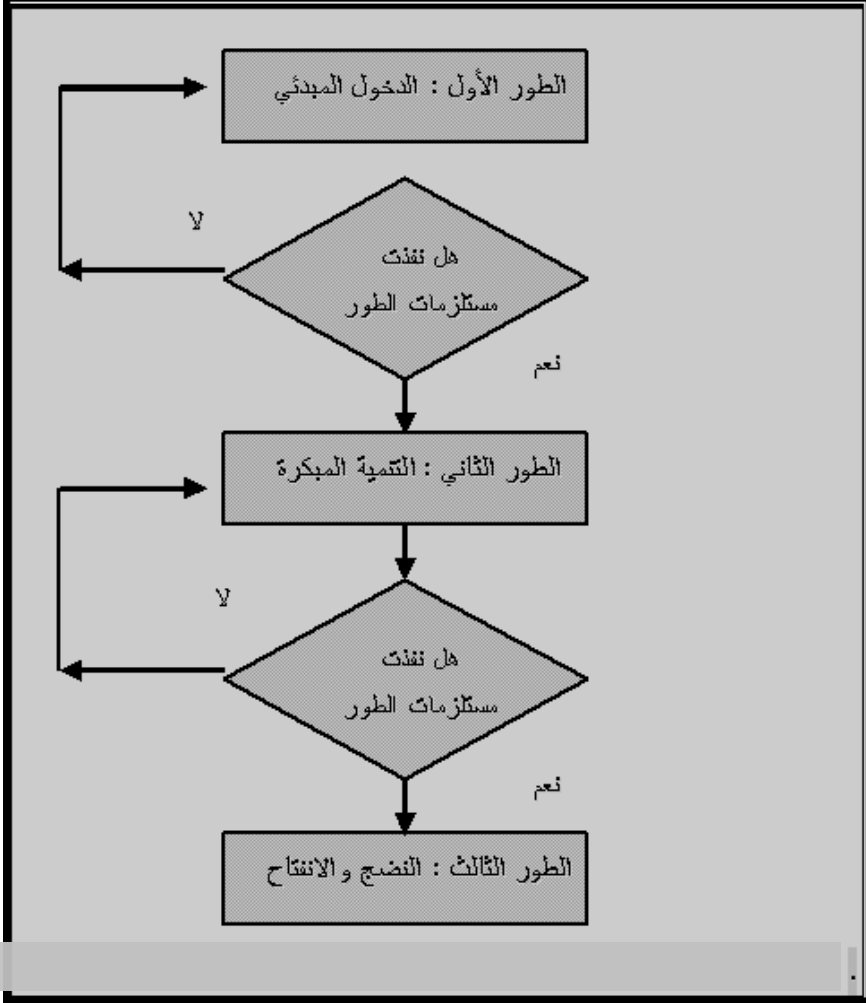 الطور الأول : الدخول المبدئي
لا
هل نفذت
مستلزمات الطور
نعم
الطور الثاني : التنمية المبكرة
لا
هل نفذت
مستلزمات الطور
نعم
الطور الثالث : النضج والانفتاح
.